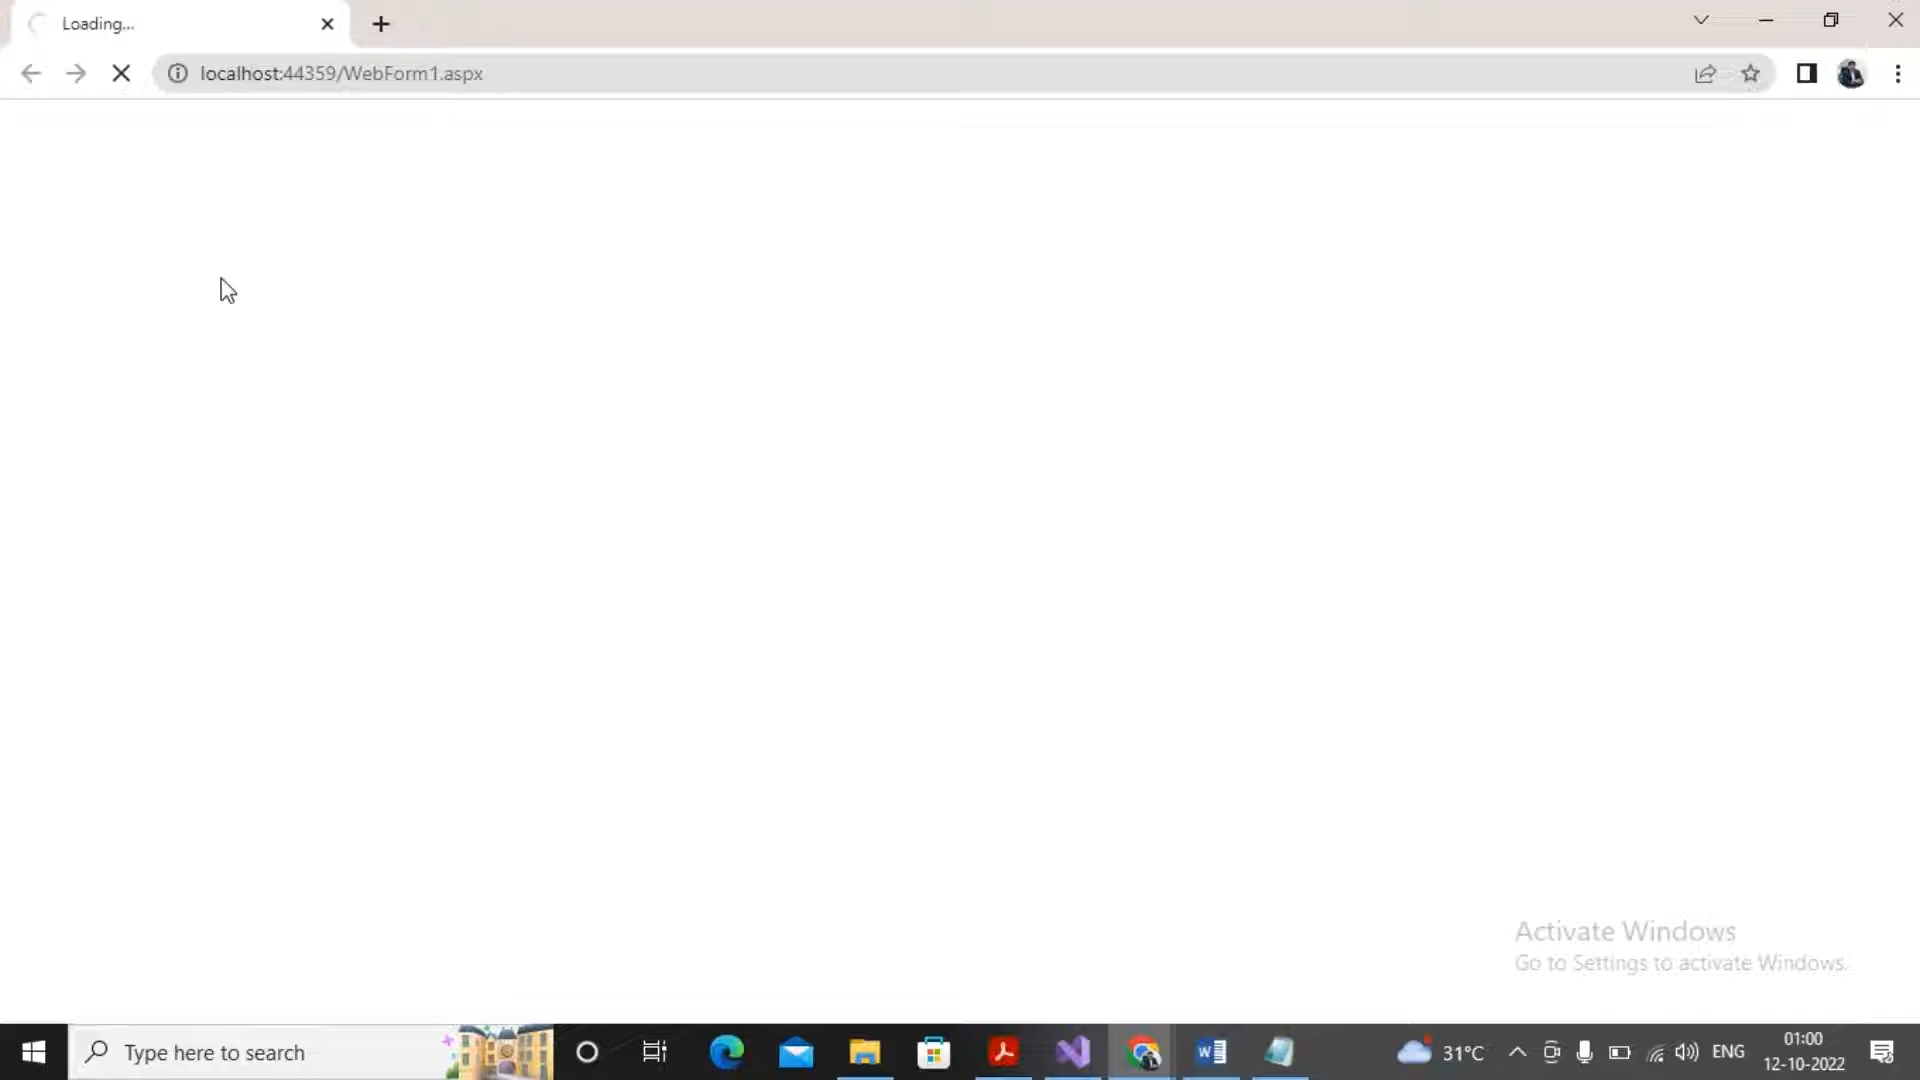 Loading...
localhost:44359/WebForm1.aspx
Activate Windows
Go to Settings to activate Windows.
Type here to search
31°C
ENG
01:00
12-10-2022